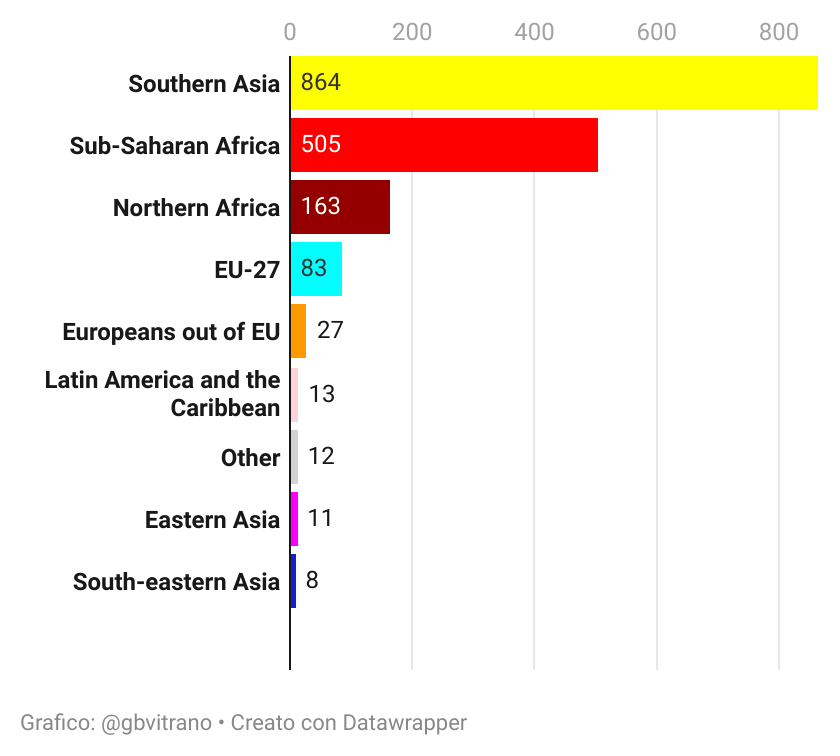 0 200 400 600 800
Southern Asia 864
Sub-Saharan Africa 505
Northern Africa 163
EU-27 83
Europeans out of EU 27
Latin America and the
Caribbean 13
Other 12
Eastern Asia 11
South-eastern Asia 8
Grafico: @gbvitrano • Creato con Datawrapper